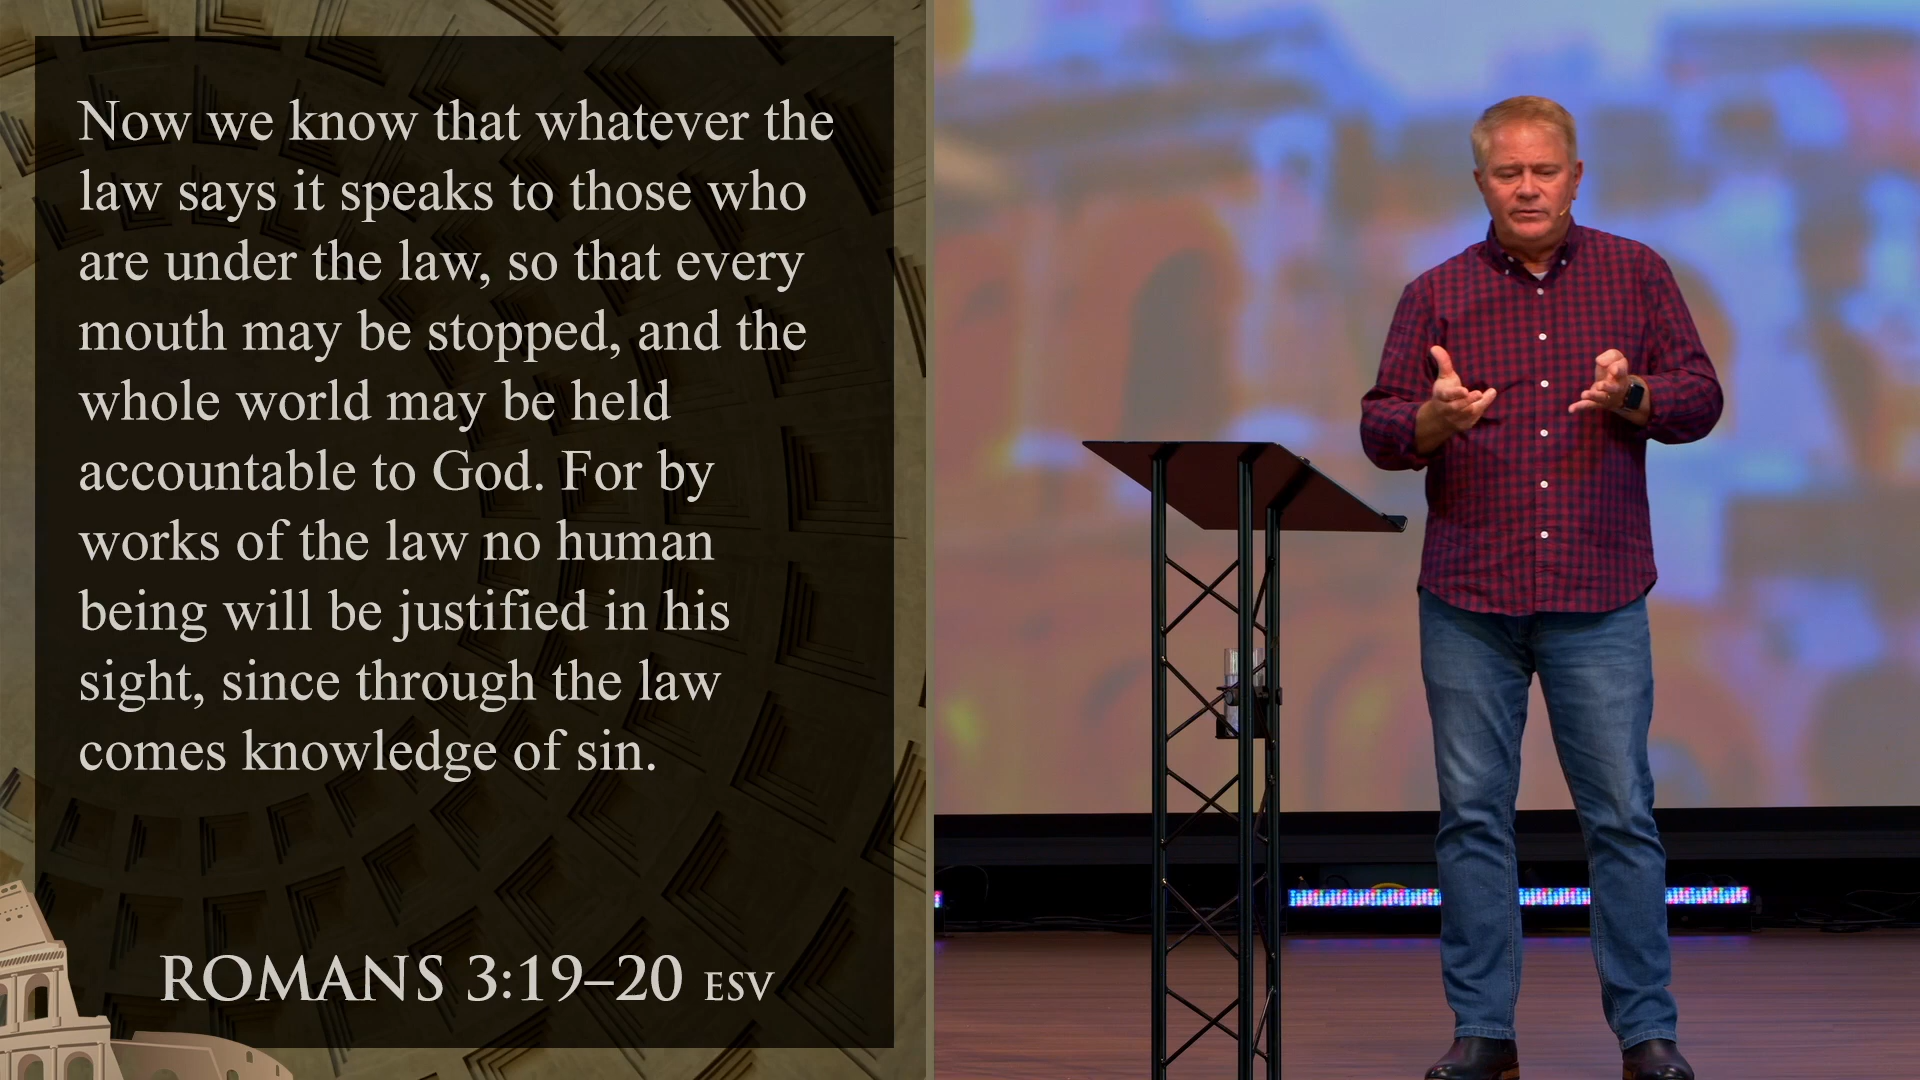 Now we know that whatever the
law says it speaks to those who
are under the law, so that every
mouth may be stopped, and the
whole world may be held
accountable to God. For by
works of the law no human
being will be justified in his
sight, since through the law
comes knowledge of sin.
ROMANS 3:19–20 ESV